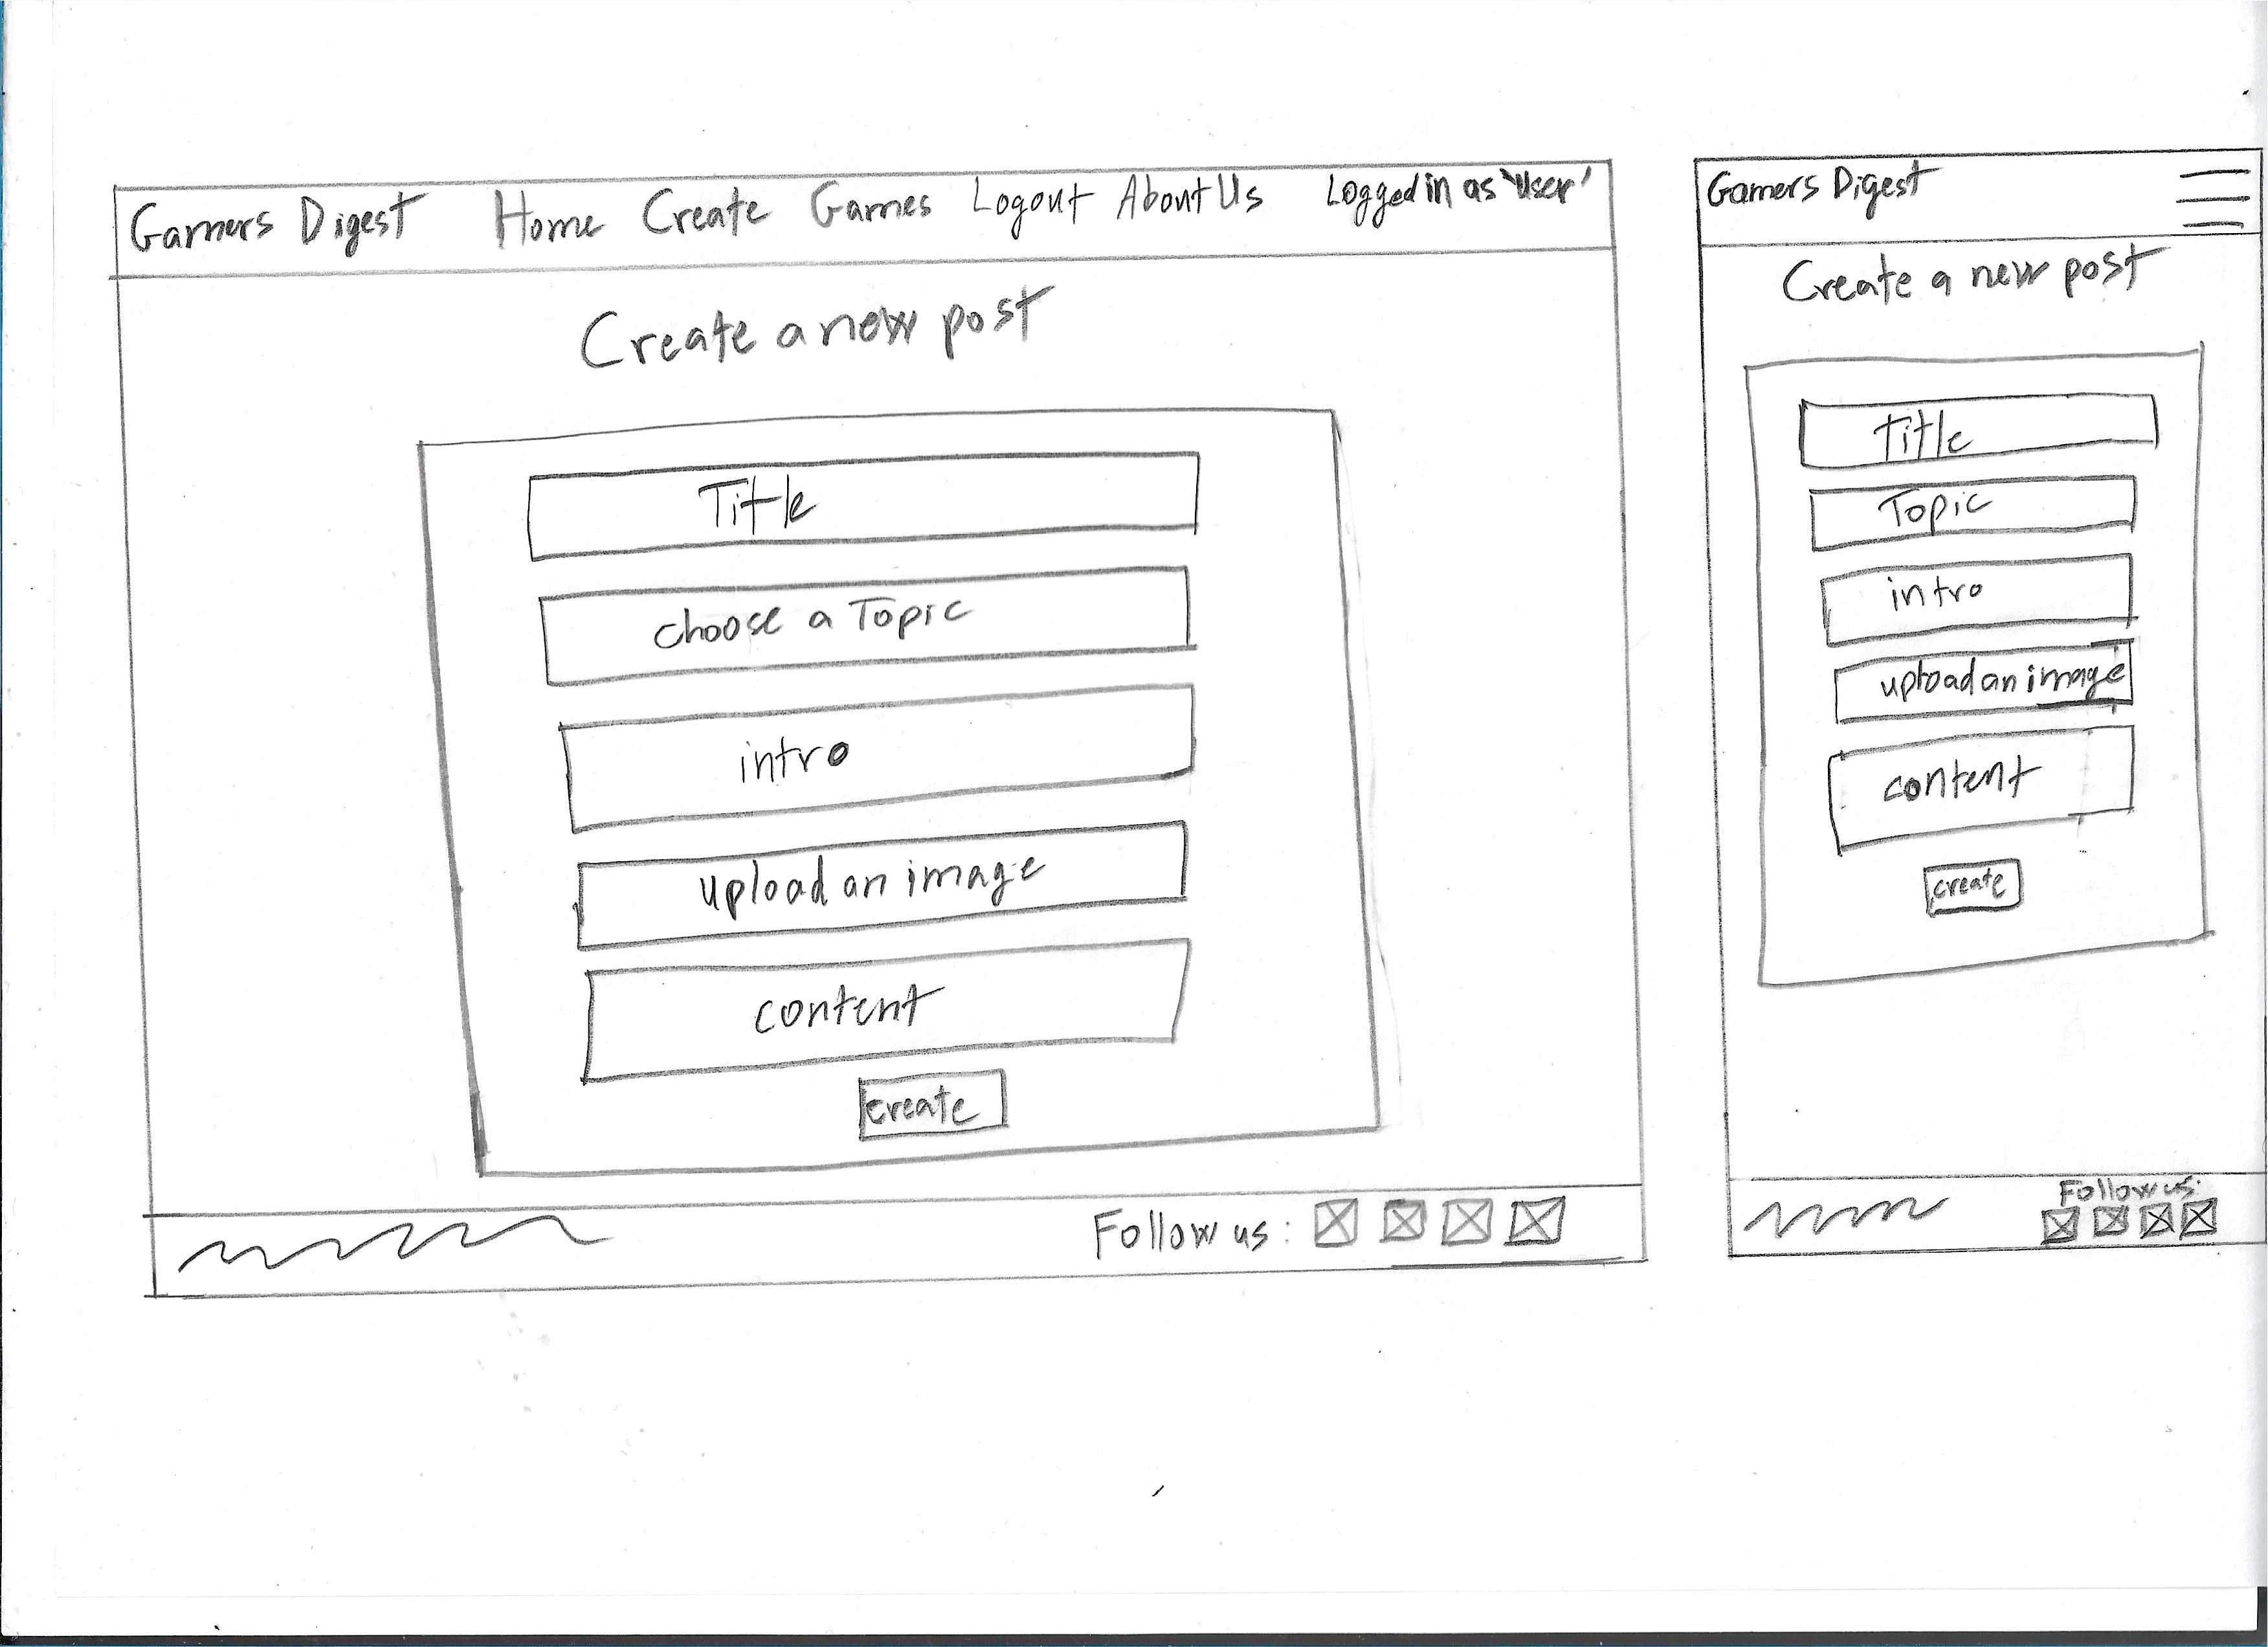 Gamers Digest Home Create Games Logout About Us Logged in as 'User'
Create a new post
Title
choose a Topic
intro
upload an image
content
create
Follow us:
Gamers Digest
Create a new post
Title
Topic
intro
upload an image
content
create
Follow us: